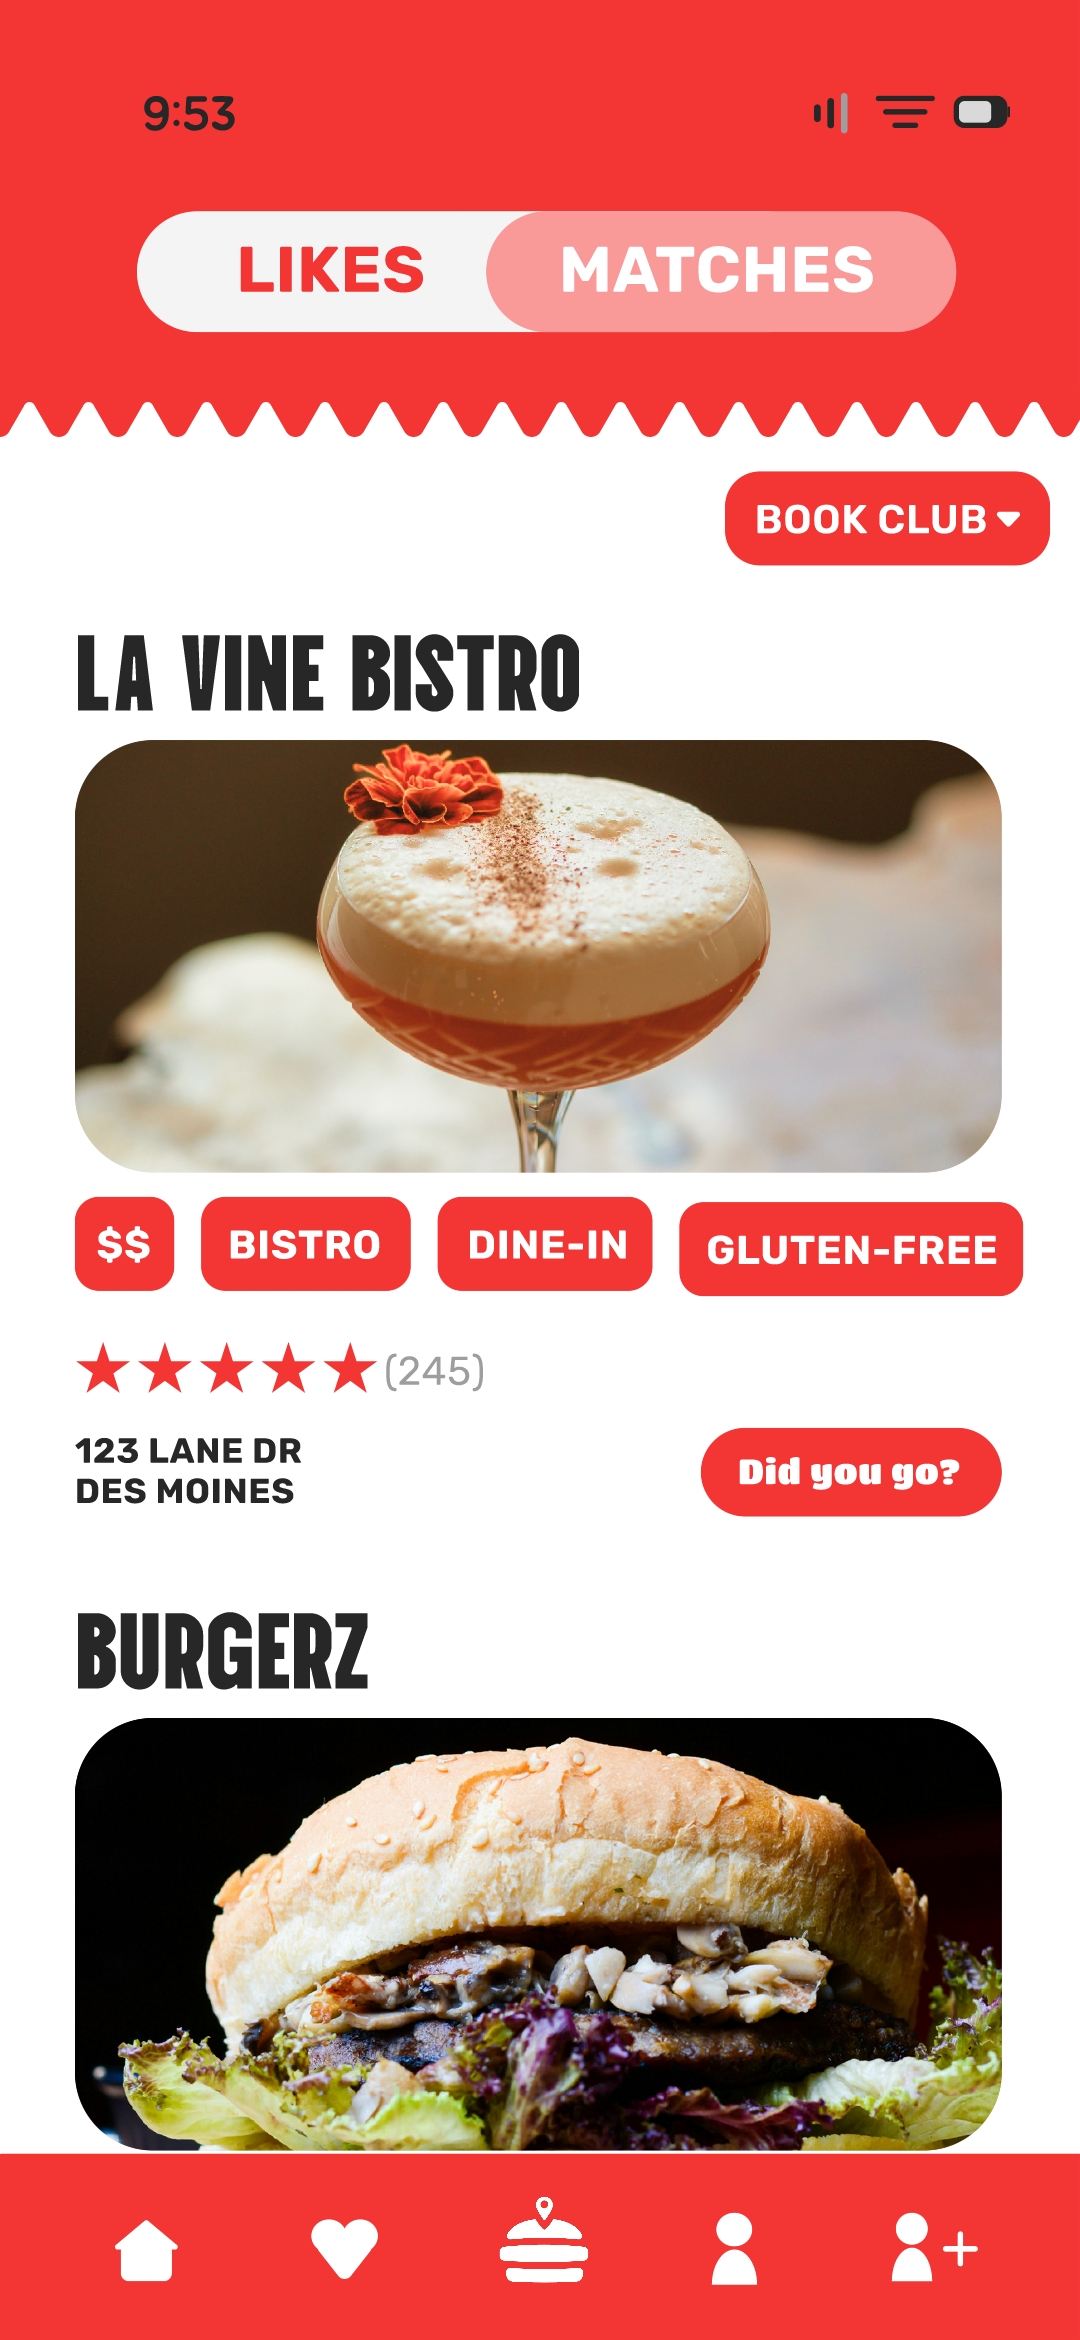 9:53
LIKES
MATCHES
BOOK CLUB
LA VINE BISTRO
$$
BISTRO
DINE-IN
GLUTEN-FREE
(245)
123 LANE DR
DES MOINES
Did you go?
BURGERZ